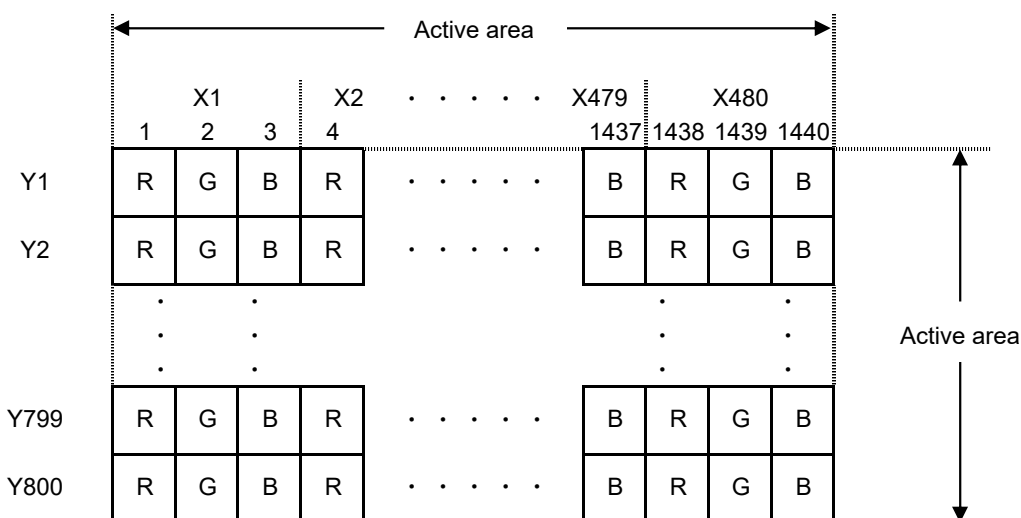 Active area
X1 X2 · · · · · X479 X480
1 2 3 4 1437 1438 1439 1440
Y1 R G B R · · · · · B R G B
Y2 R G B R · · · · · B R G B
Active area
Y799 R G B R · · · · · B R G B
Y800 R G B R · · · · · B R G B